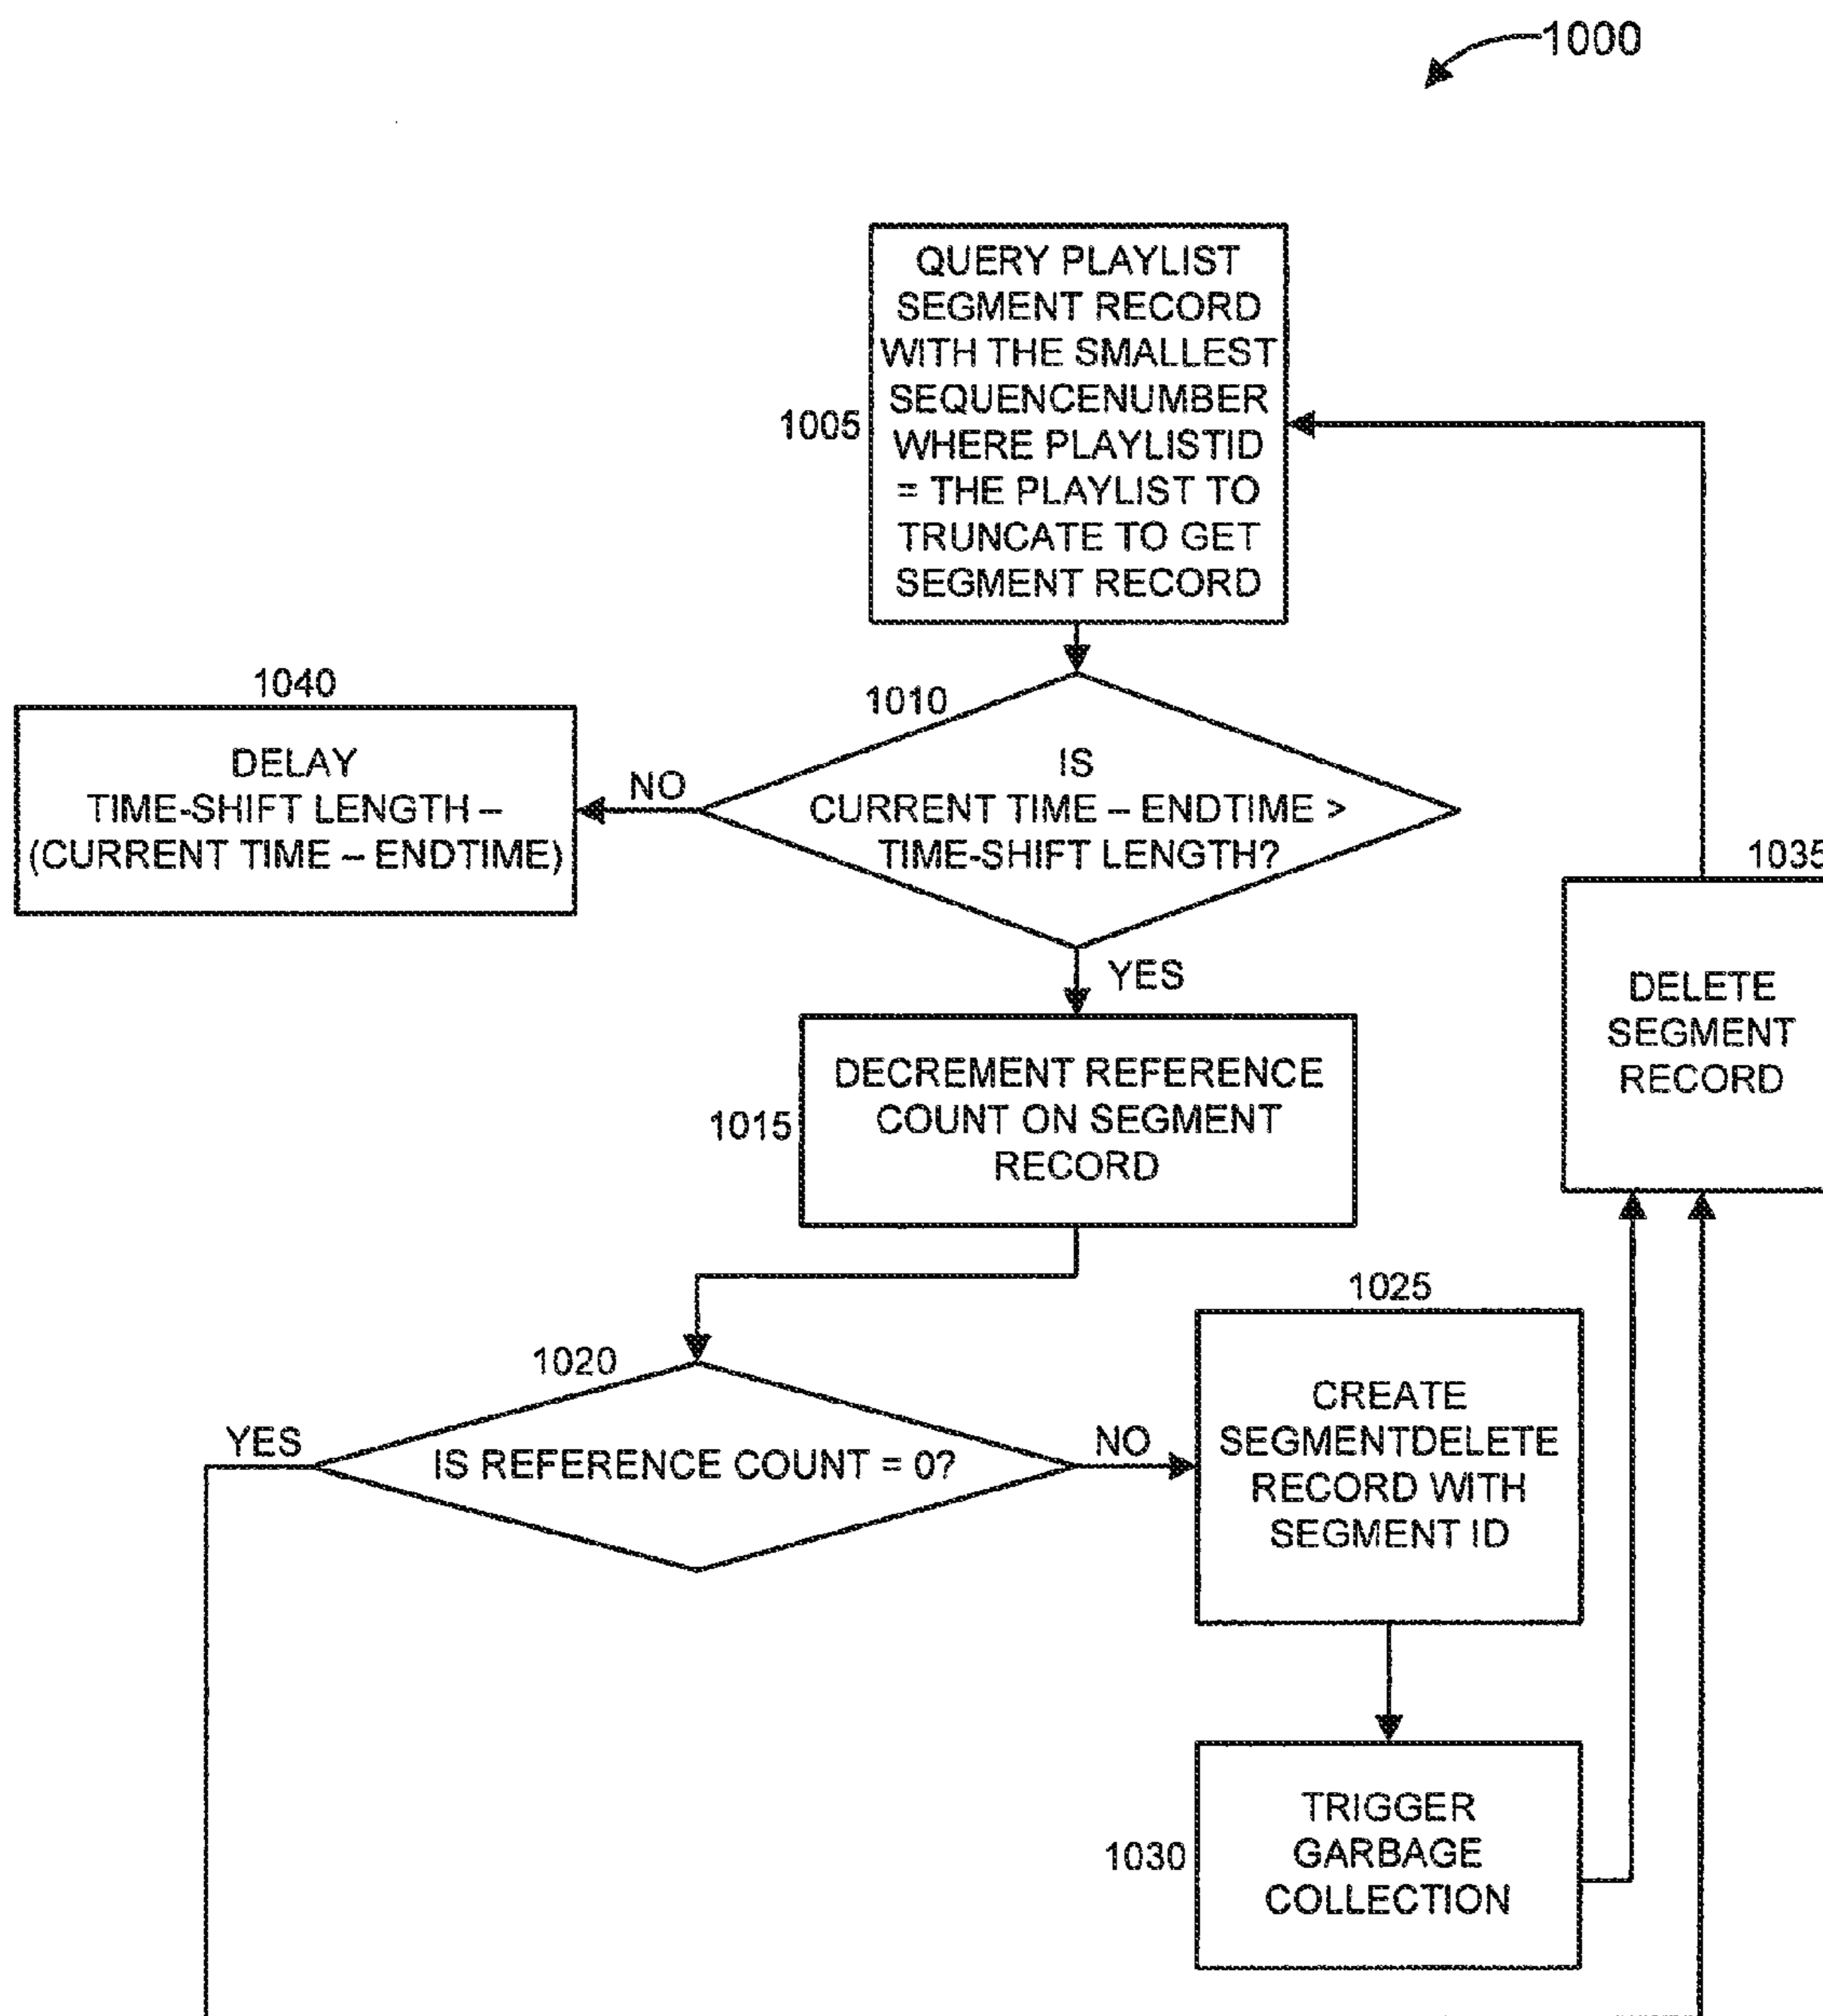 1000
QUERY PLAYLIST
SEGMENT RECORD
WITH THE SMALLEST
SEQUENCENUMBER
WHERE PLAYLISTID
= THE PLAYLIST TO
TRUNCATE TO GET
SEGMENT RECORD
1005
1040
DELAY
TIME-SHIFT LENGTH –
(CURRENT TIME – ENDTIME)
NO
1010
IS
CURRENT TIME – ENDTIME >
TIME-SHIFT LENGTH?
YES
1035
DELETE
SEGMENT
RECORD
1015
DECREMENT REFERENCE
COUNT ON SEGMENT
RECORD
1020
YES
IS REFERENCE COUNT = 0?
NO
1025
CREATE
SEGMENTDELETE
RECORD WITH
SEGMENT ID
1030
TRIGGER
GARBAGE
COLLECTION